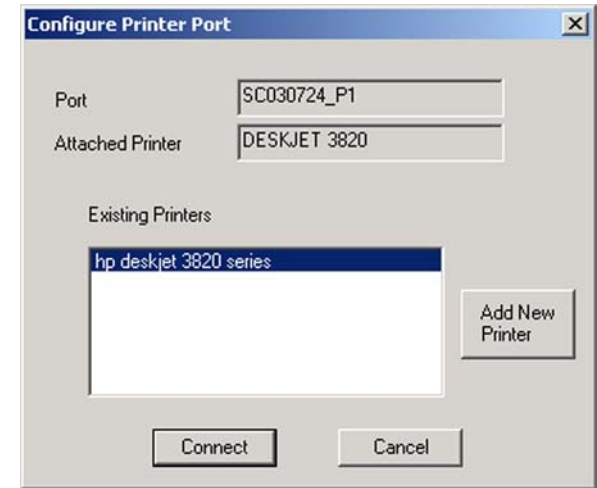 Configure Printer Port
Port
SC030724_P1
Attached Printer
DESKJET 3820
Existing Printers
hp deskjet 3820 series
Add New
Printer
Connect
Cancel